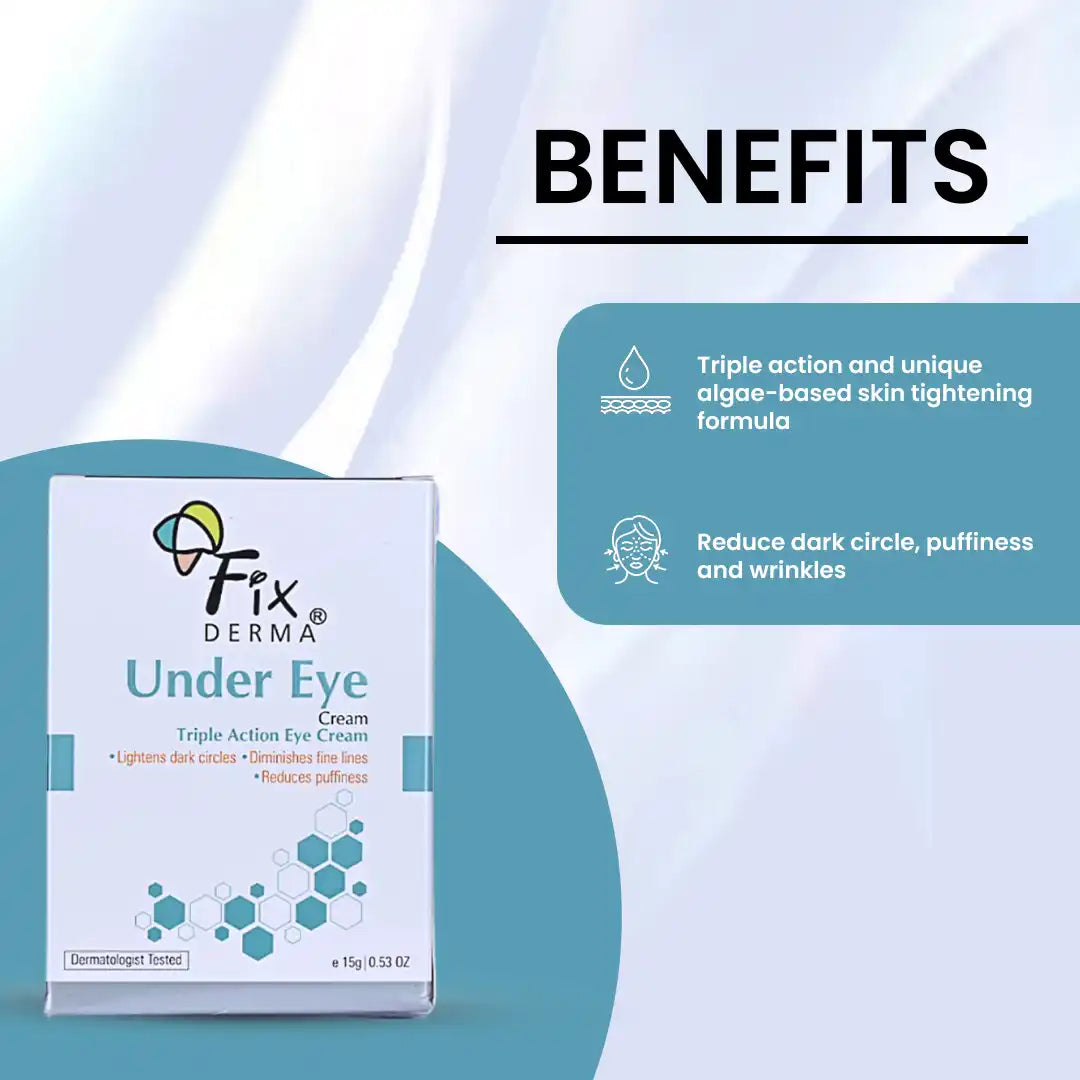 BENEFITS
Triple action and unique
algae-based skin tightening
formula
Reduce dark circle, puffiness
and wrinkles
Fix
DERMA®
Under Eye
Cream
Triple Action Eye Cream
•Lightens dark circles •Diminishes fine lines
•Reduces puffiness
Dermatologist Tested
e 15g|0.53 OZ